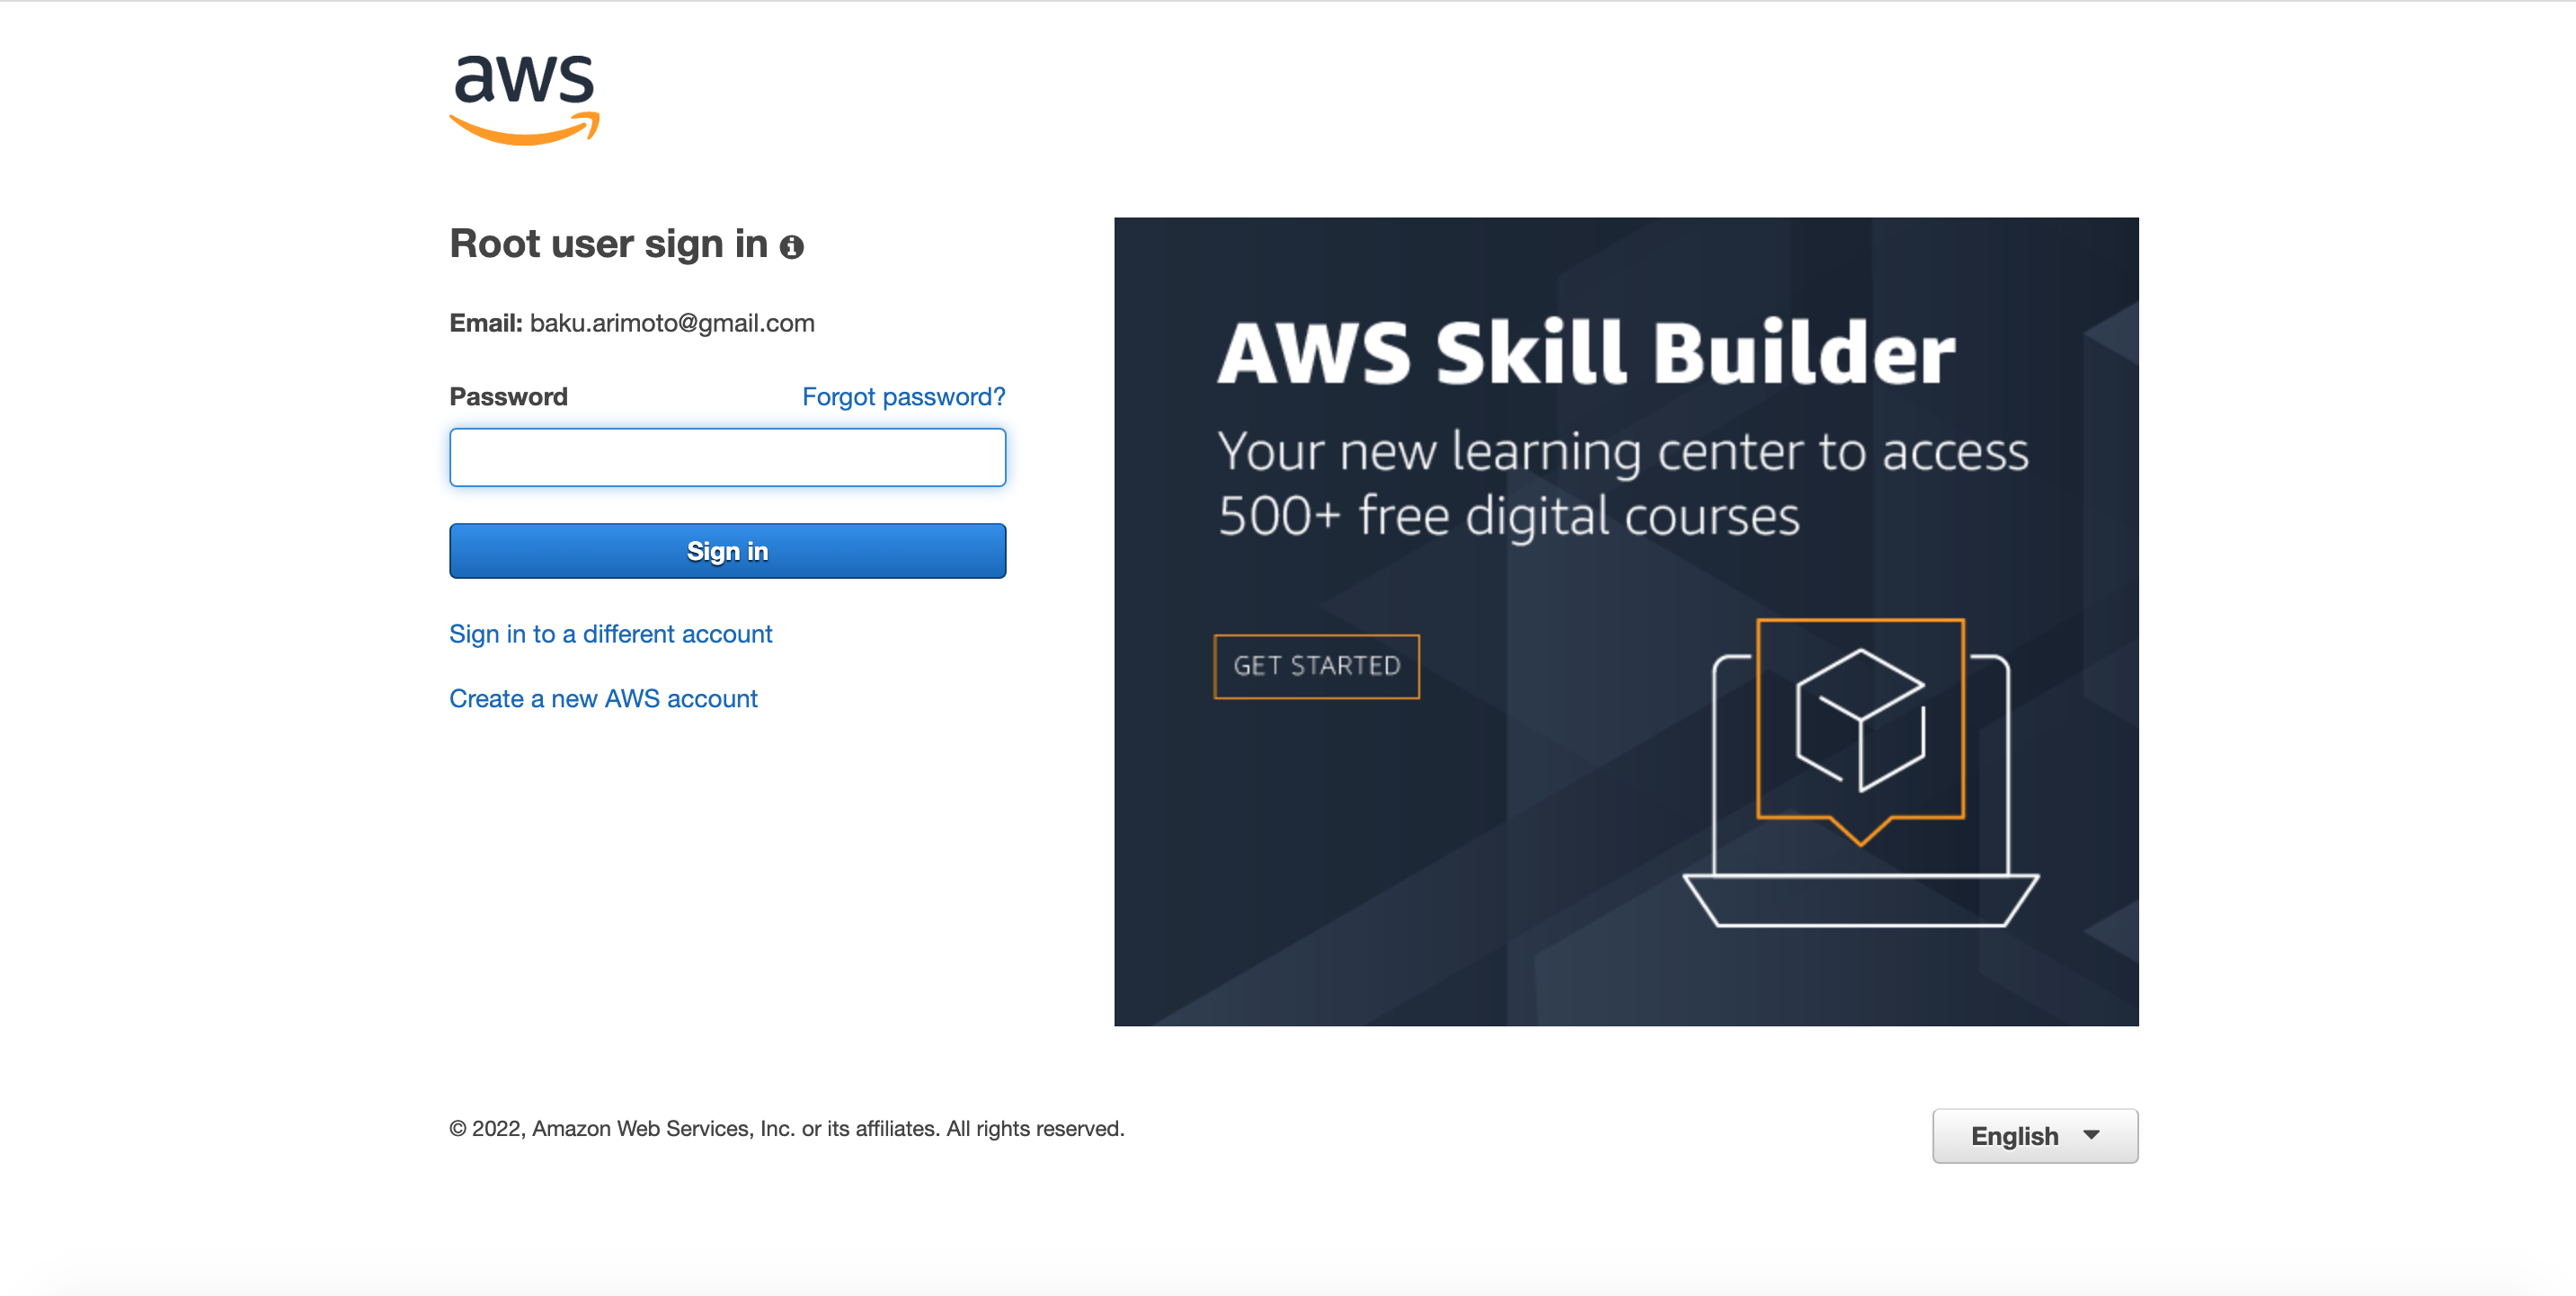 aws
Root user sign in
Email: baku.arimoto@gmail.com
Password
Forgot password?
Sign in
Sign in to a different account
Create a new AWS account
AWS Skill Builder
Your new learning center to access
500+ free digital courses
GET STARTED
© 2022, Amazon Web Services, Inc. or its affiliates. All rights reserved.
English